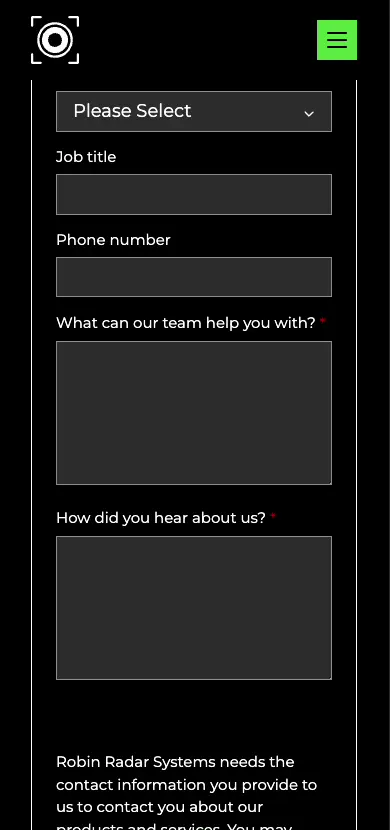 Please Select
Job title
Phone number
What can our team help you with? *
How did you hear about us? *
Robin Radar Systems needs the
contact information you provide to
us to contact you about our
products and services. You may